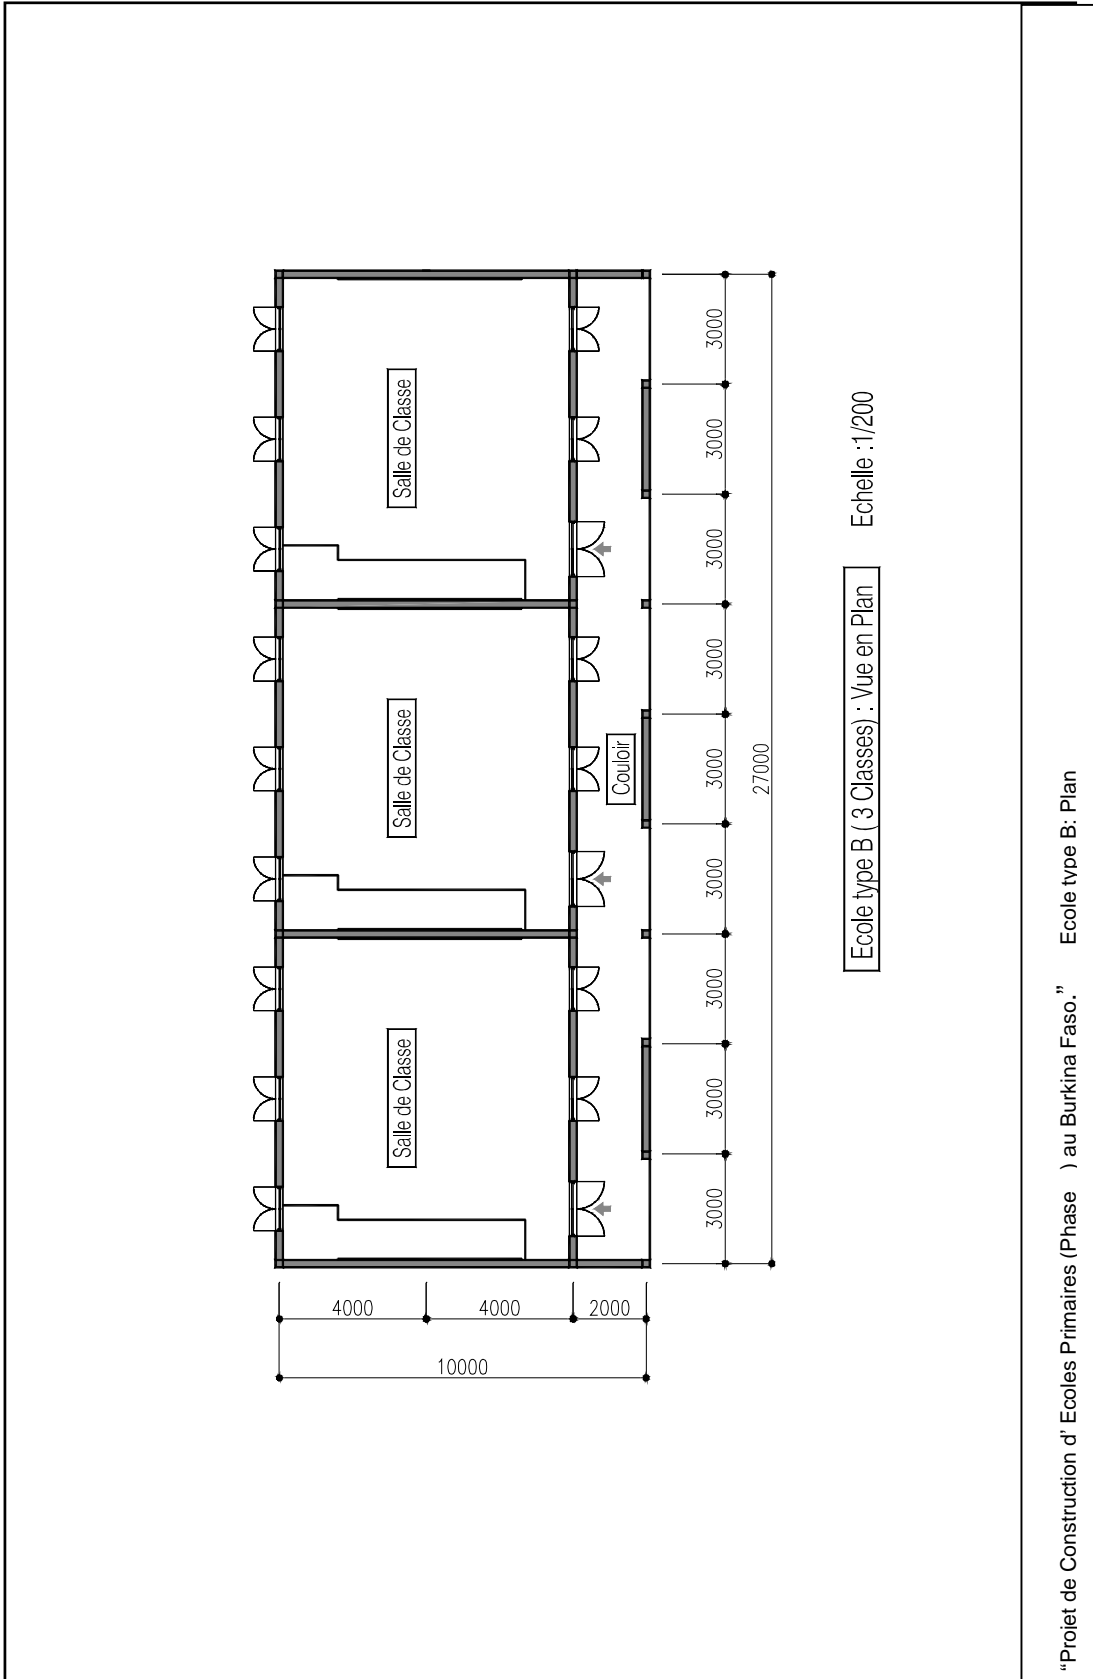 Salle de Classe
Salle de Classe
Salle de Classe
Couloir
3000
3000
3000
3000
3000
3000
3000
3000
3000
27000
4000
4000
2000
10000
Ecole type B ( 3 Classes) : Vue en Plan Echelle :1/200
“Projet de Construction d’ Ecoles Primaires (Phase ) au Burkina Faso.” Ecole type B: Plan